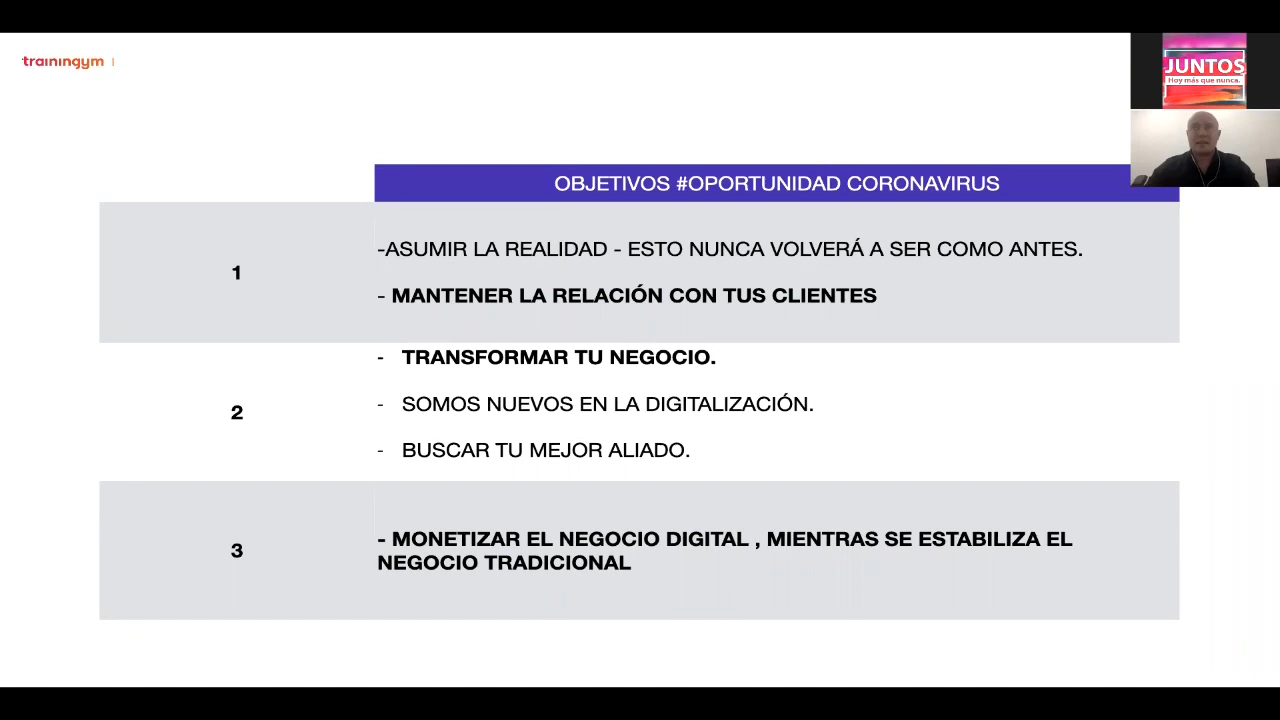 trainingym
JUNTOS
Hoy más que nunca.
OBJETIVOS #OPORTUNIDAD CORONAVIRUS
1
-ASUMIR LA REALIDAD - ESTO NUNCA VOLVERÁ A SER COMO ANTES.
- MANTENER LA RELACIÓN CON TUS CLIENTES
2
- TRANSFORMAR TU NEGOCIO.
- SOMOS NUEVOS EN LA DIGITALIZACIÓN.
- BUSCAR TU MEJOR ALIADO.
3
- MONETIZAR EL NEGOCIO DIGITAL , MIENTRAS SE ESTABILIZA EL
NEGOCIO TRADICIONAL